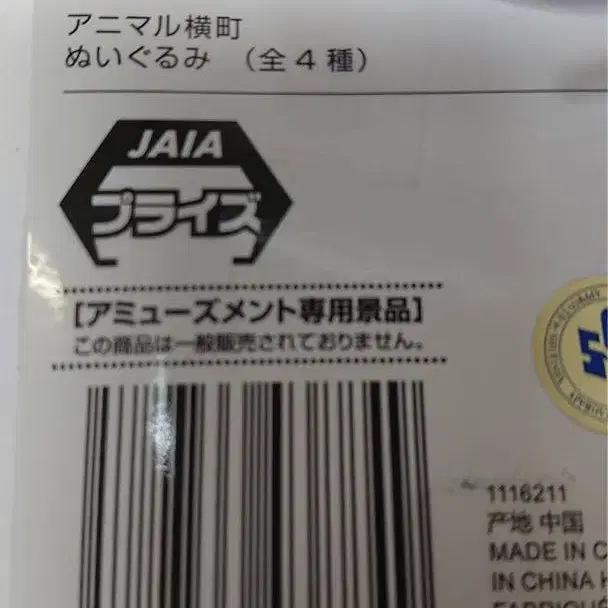 アニマル横町
ぬいぐるみ （全4種）
JAIA
プライズ
[アミューズメント専用景品]
この商品は一般販売されておりません。
1116211
产地 中国
MADE IN C
IN CHINA